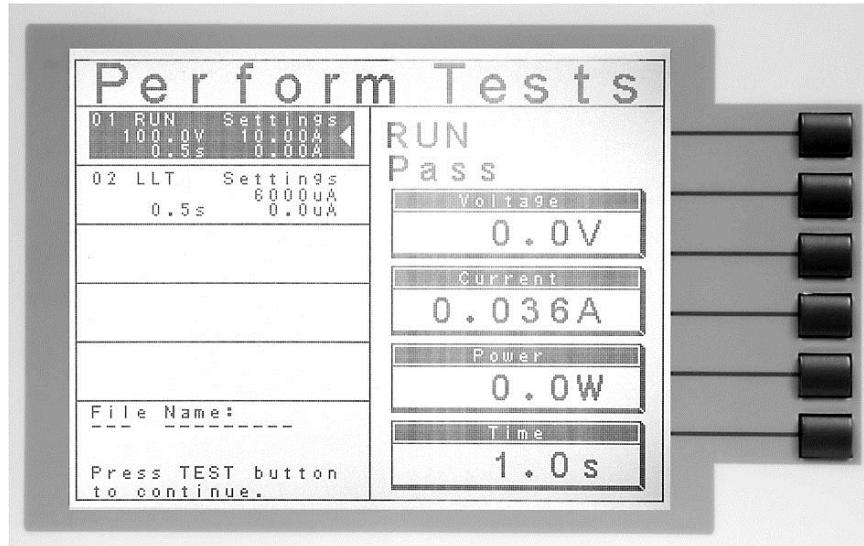 Perform Tests
01 RUN Settings
100.0V 10.00A
0.5s 0.00A
02 LLT Settings
6000uA
0.5s 0.0uA
File Name:
Press TEST button
to continue.
RUN
Pass
Voltage
0.0V
Current
0.036A
Power
0.0W
Time
1.0s